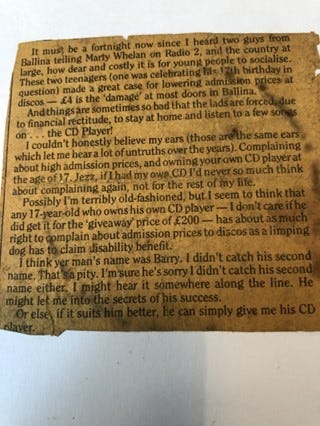 It must be a fortnight now since I heard two guys from
Ballina telling Marty Whelan on Radio 2, and the country at
large, how dear and costly it is for young people to socialise.
These two teenagers (one was celebrating his 17th birthday in
question) made a great case for lowering admission prices at
discos — £4 is the 'damage' at most doors in Ballina.
And things are sometimes so bad that the lads are forced, due
to financial rectitude, to stay at home and listen to a few songs
on . . . the CD Player!
I couldn't honestly believe my ears (those are the same ears
which let me hear a lot of untruths over the years). Complaining
about high admission prices, and owning your own CD player at
the age of 17. Jezz, if I had my own CD I'd never so much think
about complaining again, not for the rest of my life.
Possibly I'm terribly old-fashioned, but I seem to think that
any 17-year-old who owns his own CD player — I don't care if he
did get it for the 'giveaway' price of £200 — has about as much
right to complain about admission prices to discos as a limping
dog has to claim disability benefit.
I think yer man's name was Barry. I didn't catch his second
name. That's a pity. I'm sure he's sorry I didn't catch his second
name either. I might hear it somewhere along the line. He
might let me into the secrets of his success.
Or else, if it suits him better, he can simply give me his CD
player.